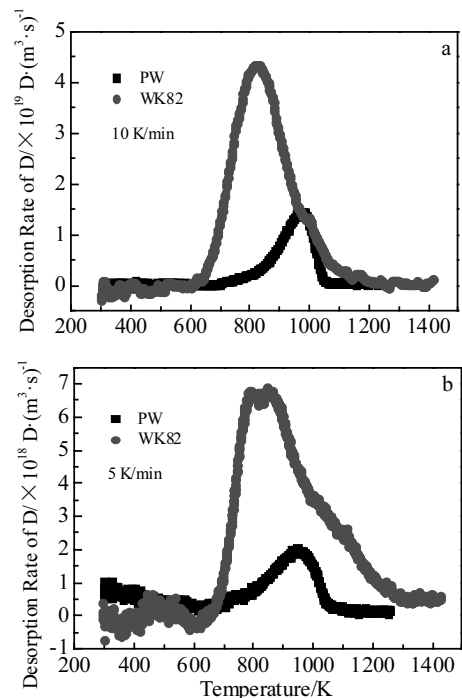 a
5
4
3
2
1
0
Desorption Rate of D/×10¹⁹ D·(m³·s)⁻¹
PW
WK82
10 K/min
200 400 600 800 1000 1200 1400
b
7
6
5
4
3
2
1
0
-1
Desorption Rate of D/×10¹⁸ D·(m³·s)⁻¹
PW
WK82
5 K/min
200 400 600 800 1000 1200 1400
Temperature/K